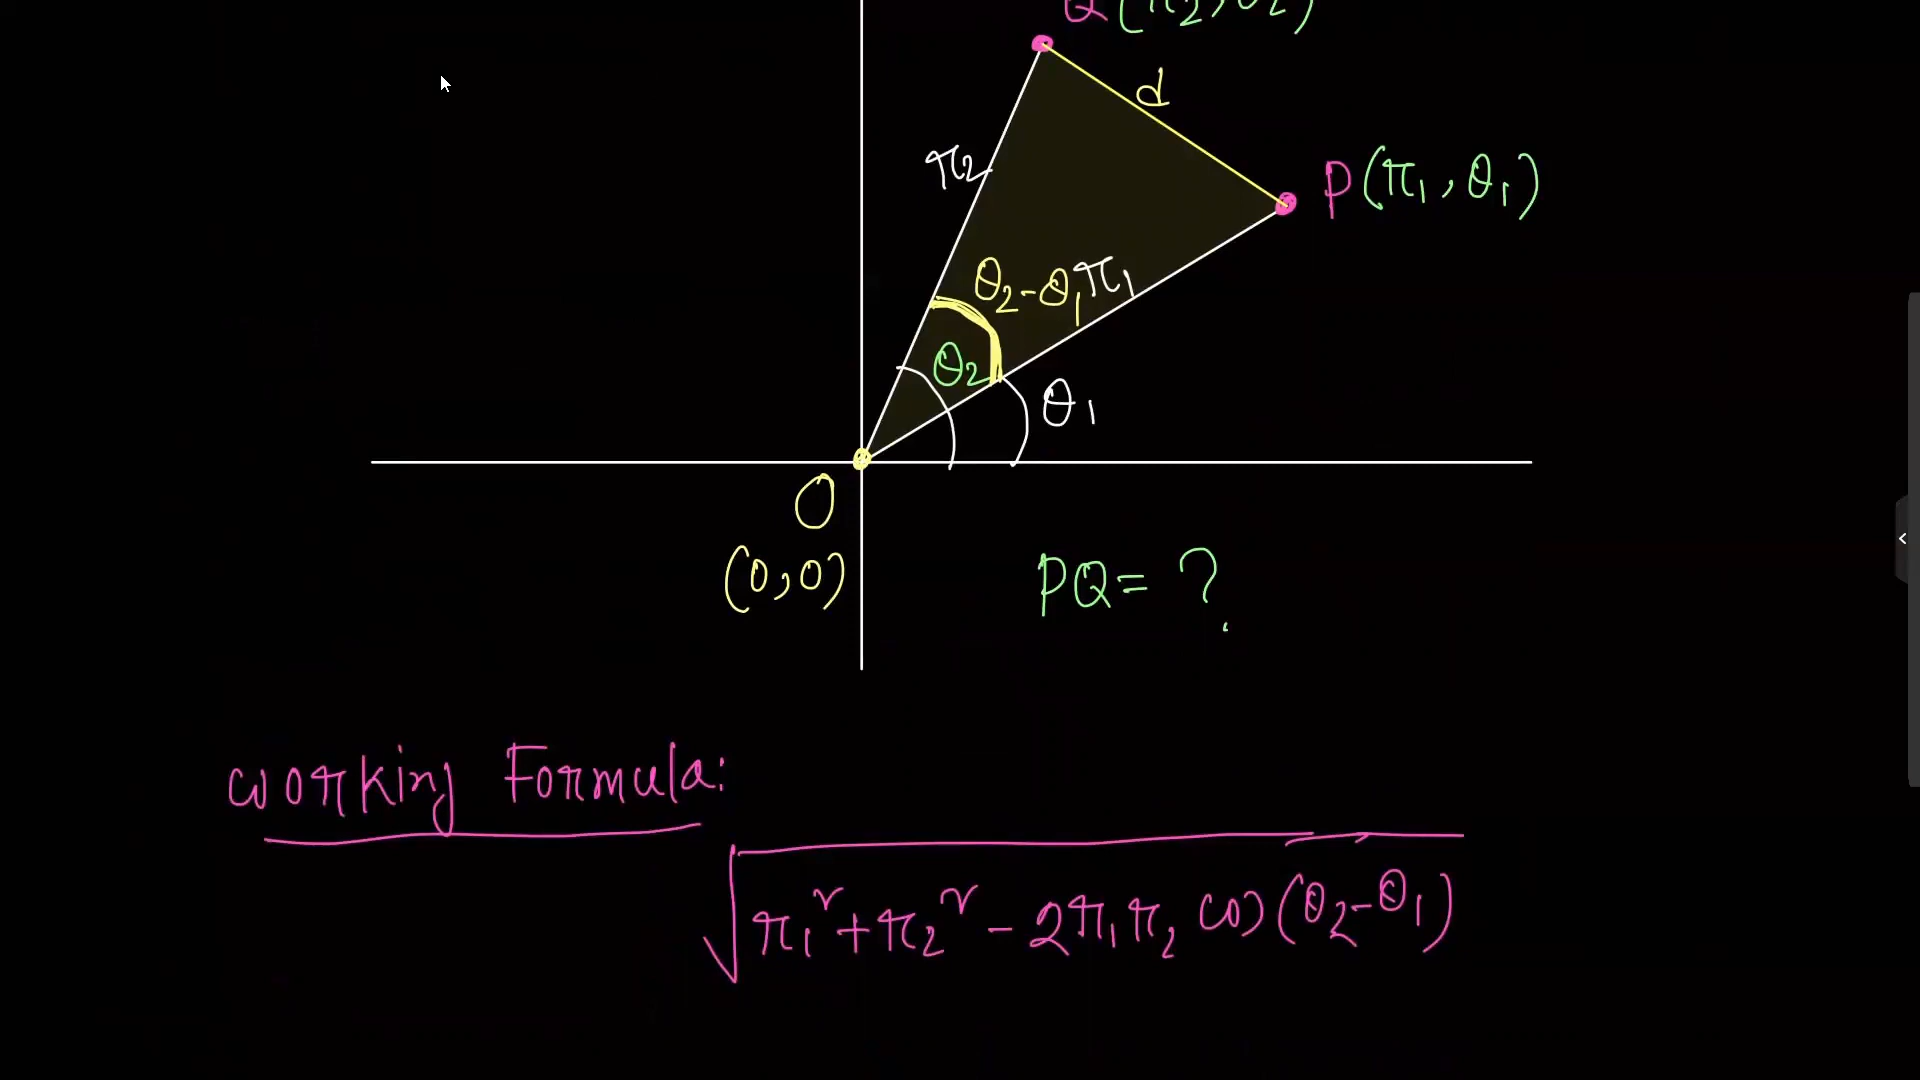 Q(r₂, θ₂)
d
r₂
P(r₁, θ₁)
θ₂-θ₁
r₁
θ₂
θ₁
O
(0,0)
PQ= ?
Working Formula:
√(r₁² + r₂² - 2r₁r₂ cos(θ₂-θ₁))